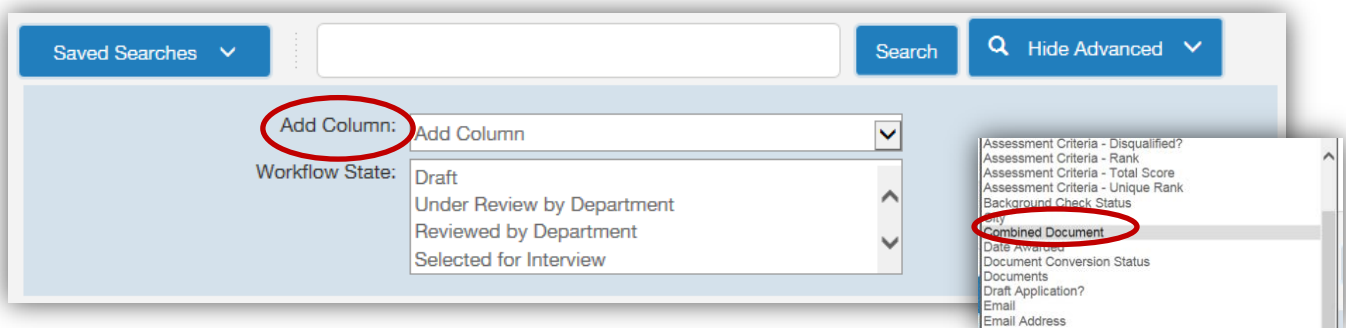 Saved Searches
Search
Hide Advanced
Add Column:
Add Column
Workflow State:
Draft
Under Review by Department
Reviewed by Department
Selected for Interview
Assessment Criteria - Disqualified?
Assessment Criteria - Rank
Assessment Criteria - Total Score
Assessment Criteria - Unique Rank
Background Check Status
City
Combined Document
Date Awarded
Document Conversion Status
Documents
Draft Application?
Email
Email Address